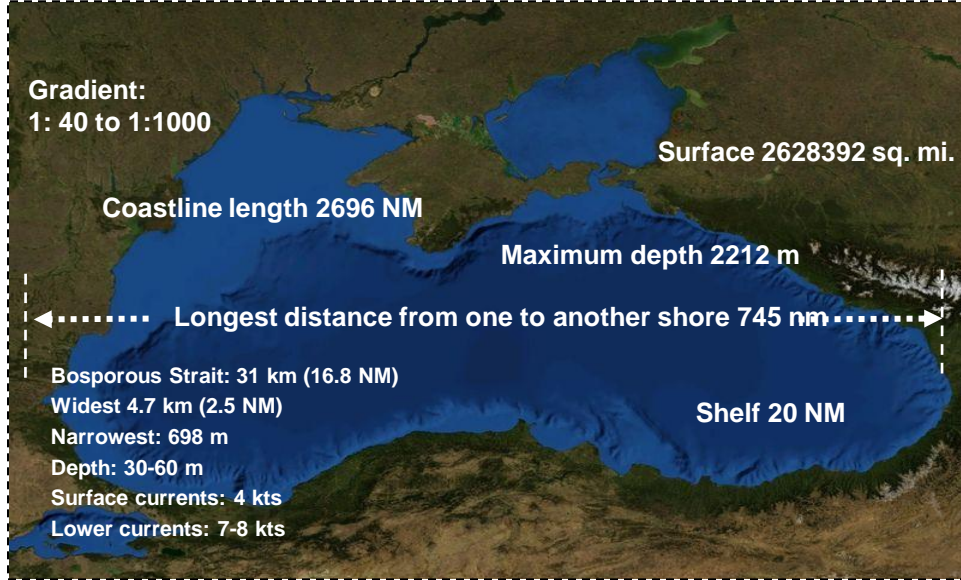 Gradient:
1: 40 to 1:1000
Surface 2628392 sq. mi.
Coastline length 2696 NM
Maximum depth 2212 m
Longest distance from one to another shore 745 nm
Bosporous Strait: 31 km (16.8 NM)
Widest 4.7 km (2.5 NM)
Narrowest: 698 m
Depth: 30-60 m
Surface currents: 4 kts
Lower currents: 7-8 kts
Shelf 20 NM